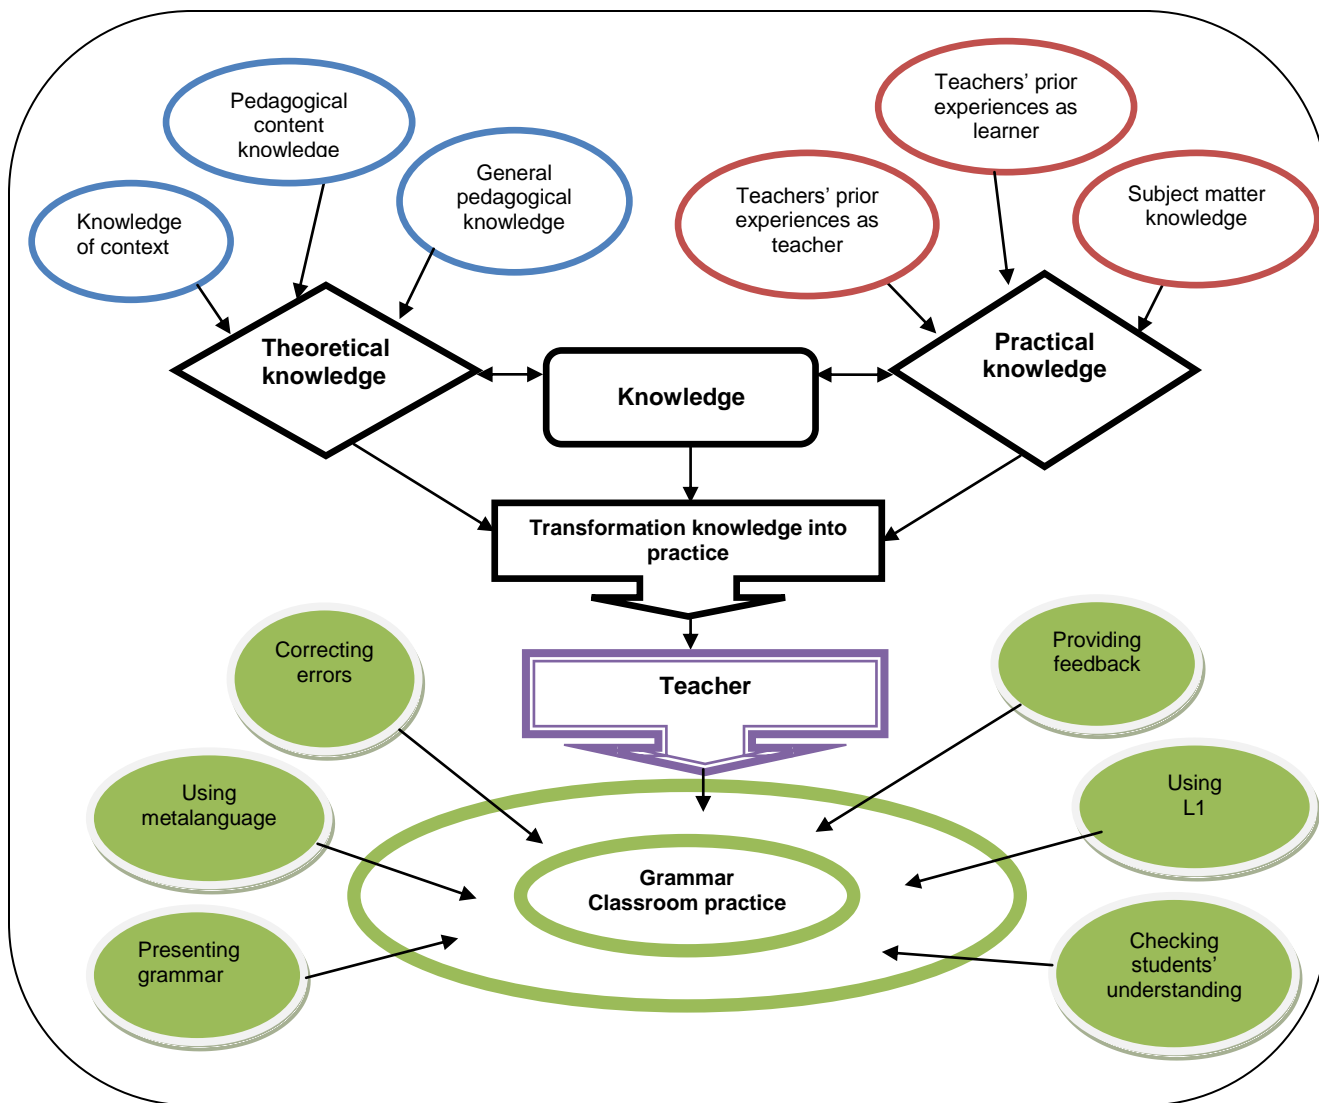 Pedagogical
content
knowledge
Teachers’ prior
experiences as
learner
General
pedagogical
knowledge
Knowledge
of context
Teachers’ prior
experiences as
teacher
Subject matter
knowledge
Theoretical
knowledge
Knowledge
Practical
knowledge
Transformation knowledge into
practice
Correcting
errors
Teacher
Providing
feedback
Using
metalanguage
Using
L1
Grammar
Classroom practice
Presenting
grammar
Checking
students’
understanding